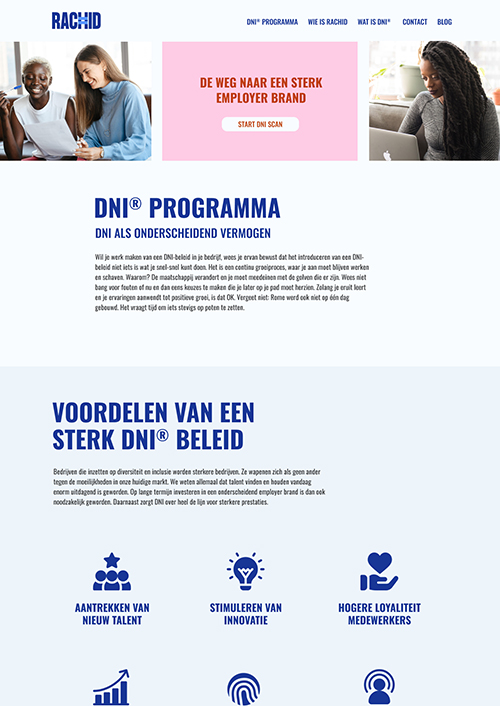 RACHID
DNI® PROGRAMMA WIE IS RACHID WAT IS DNI® CONTACT BLOG
DE WEG NAAR EEN STERK
EMPLOYER BRAND
START DNI SCAN
DNI® PROGRAMMA
DNI ALS ONDERSCHEIDEND VERMOGEN
Wil je werk maken van een DNI-beleid in je bedrijf, wees je ervan bewust dat het introduceren van een DNI-
beleid niet iets is wat je snel-snel kunt doen. Het is een continu groeiproces, waar je aan moet blijven werken
en schaven. Waarom? De maatschappij verandert en je moet meedeinen met de golven die er zijn. Wees niet
bang voor fouten of nu en dan eens keuzes te maken die je later op je pad moet herzien. Zolang je eruit leert
en je ervaringen aanwendt tot positieve groei, is dat OK. Vergeet niet: Rome werd ook niet op één dag
gebouwd. Het vraagt tijd om iets stevigs op poten te zetten.
VOORDELEN VAN EEN
STERK DNI® BELEID
Bedrijven die inzetten op diversiteit en inclusie worden sterkere bedrijven. Ze wapenen zich als geen ander
tegen de moeilijkheden in onze huidige markt. We weten allemaal dat talent vinden en houden vandaag
enorm uitdagend is geworden. Op lange termijn investeren in een onderscheidend employer brand is dan ook
noodzakelijk geworden. Daarnaast zorgt DNI over heel de lijn voor sterkere prestaties.
AANTREKKEN VAN
NIEUW TALENT
STIMULEREN VAN
INNOVATIE
HOGERE LOYALITEIT
MEDEWERKERS